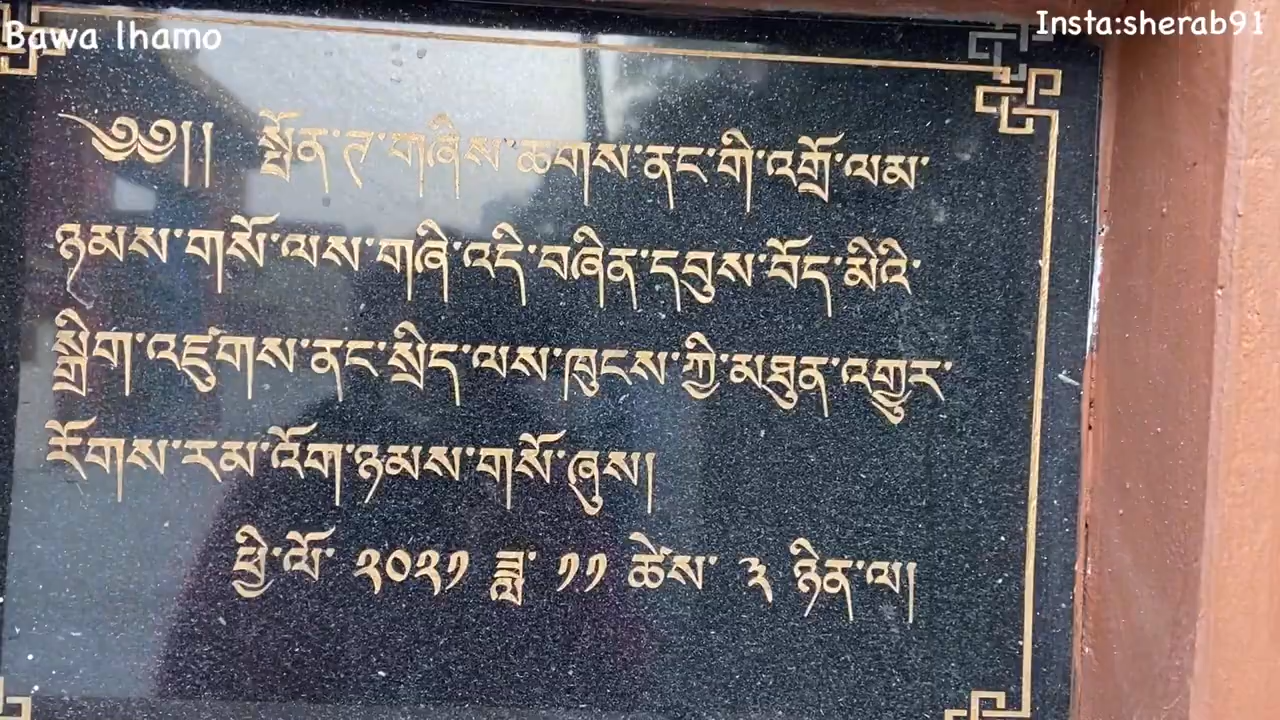 Bawa lhamo
Insta:sherab91
༄༅།། སྤོན་ཊ་གཞིས་ཆགས་ནང་གི་འགྲོ་ལམ་
ཉམས་གསོ་ལས་གཞི་འདི་བཞིན་དབུས་བོད་མིའི་
སྒྲིག་འཛུགས་ནང་སྲིད་ལས་ཁུངས་ཀྱི་མཐུན་འགྱུར་
རོགས་རམ་འོག་ཉམས་གསོ་ཞུས།
ཕྱི་ལོ་ ༢༠༢༡ ཟླ་ ༡༡ ཚེས་ ༣ ཉིན་ལ།